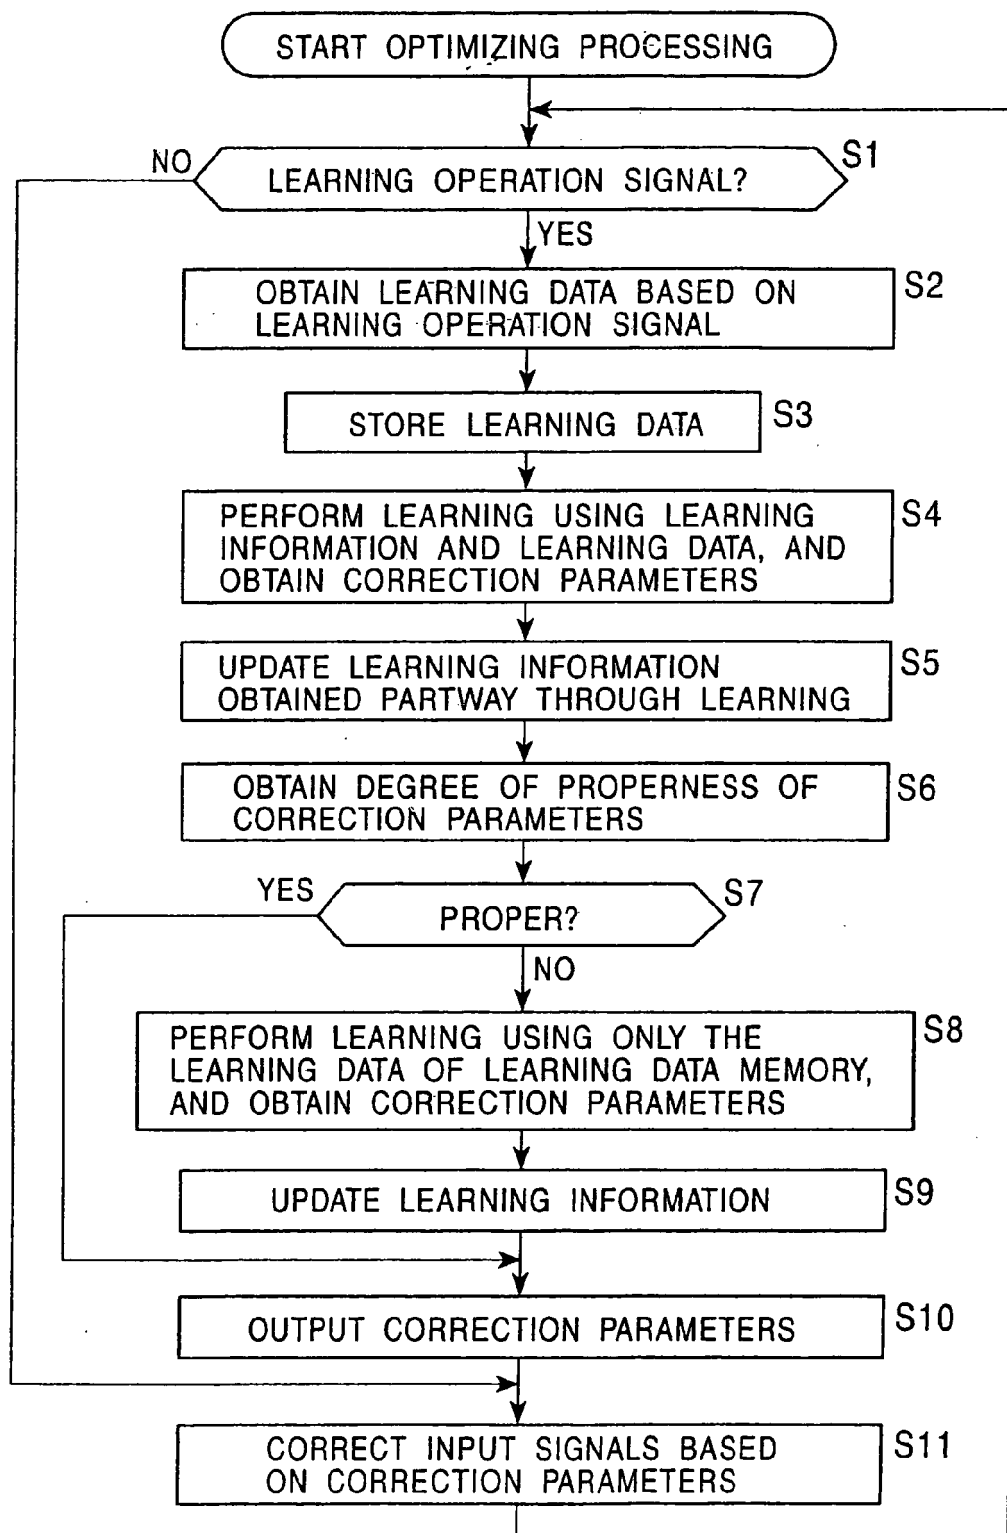 START OPTIMIZING PROCESSING
NO
S1
LEARNING OPERATION SIGNAL?
YES
OBTAIN LEARNING DATA BASED ON
LEARNING OPERATION SIGNAL
S2
STORE LEARNING DATA
S3
PERFORM LEARNING USING LEARNING
INFORMATION AND LEARNING DATA, AND
OBTAIN CORRECTION PARAMETERS
S4
UPDATE LEARNING INFORMATION
OBTAINED PARTWAY THROUGH LEARNING
S5
OBTAIN DEGREE OF PROPERNESS OF
CORRECTION PARAMETERS
S6
YES
S7
PROPER?
NO
PERFORM LEARNING USING ONLY THE
LEARNING DATA OF LEARNING DATA MEMORY,
AND OBTAIN CORRECTION PARAMETERS
S8
UPDATE LEARNING INFORMATION
S9
OUTPUT CORRECTION PARAMETERS
S10
CORRECT INPUT SIGNALS BASED
ON CORRECTION PARAMETERS
S11